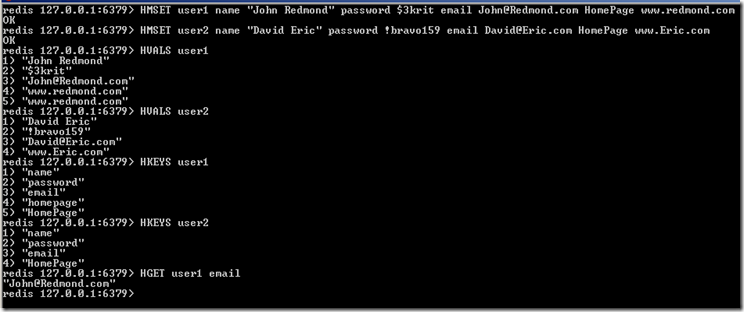 redis 127.0.0.1:6379> HMSET user1 name "John Redmond" password $3krit email John@Redmond.com HomePage www.redmond.com
OK
redis 127.0.0.1:6379> HMSET user2 name "David Eric" password !bravo159 email David@Eric.com HomePage www.Eric.com
OK
redis 127.0.0.1:6379> HVALS user1
1) "John Redmond"
2) "$3krit"
3) "John@Redmond.com"
4) "www.redmond.com"
5) "www.redmond.com"
redis 127.0.0.1:6379> HVALS user2
1) "David Eric"
2) "!bravo159"
3) "David@Eric.com"
4) "www.Eric.com"
redis 127.0.0.1:6379> HKEYS user1
1) "name"
2) "password"
3) "email"
4) "homepage"
5) "HomePage"
redis 127.0.0.1:6379> HKEYS user2
1) "name"
2) "password"
3) "email"
4) "HomePage"
redis 127.0.0.1:6379> HGET user1 email
"John@Redmond.com"
redis 127.0.0.1:6379>